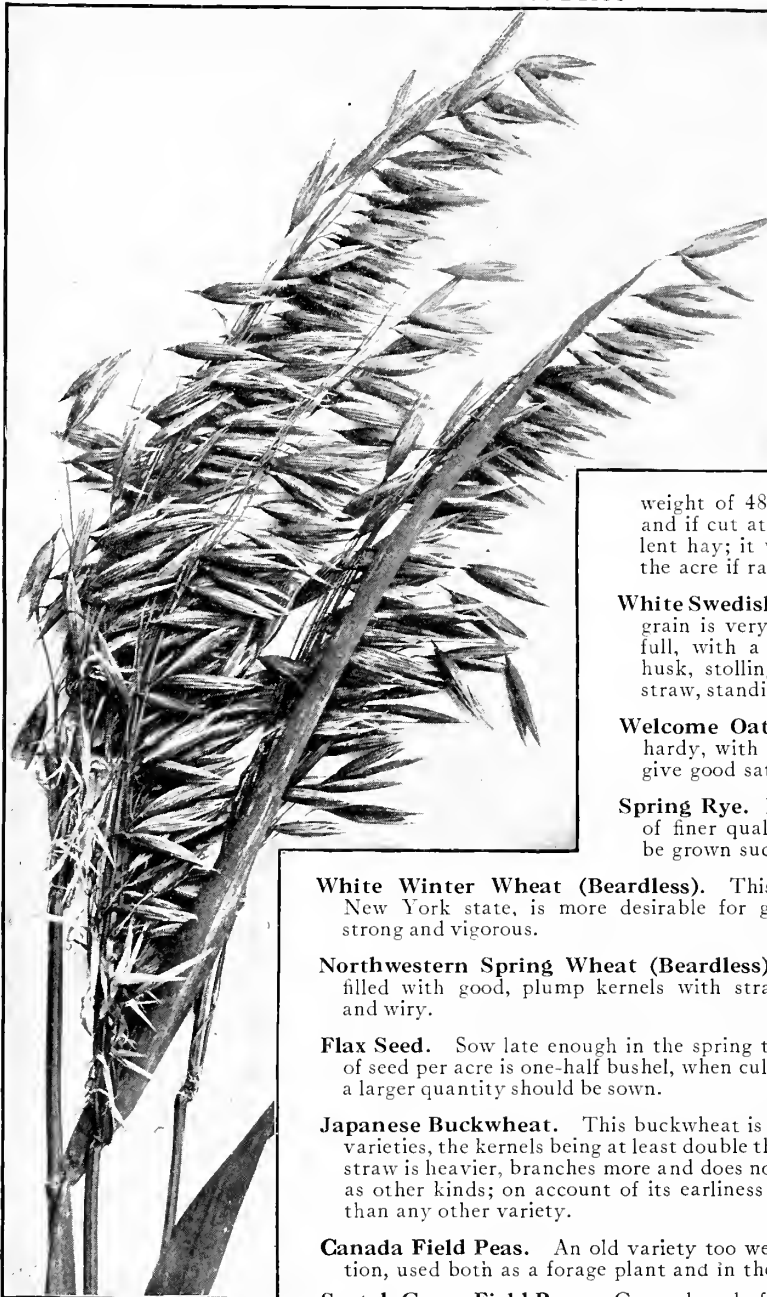 weight of 48
and if cut at
lent hay; it
the acre if ra
White Swedish
grain is very
full, with a
husk, stolling
straw, standi
Welcome Oat
hardy, with
give good sat
Spring Rye.
of finer qual
be grown suc
White Winter Wheat (Beardless). This
New York state, is more desirable for g
strong and vigorous.
Northwestern Spring Wheat (Beardless)
filled with good, plump kernels with stra
and wiry.
Flax Seed. Sow late enough in the spring t
of seed per acre is one-half bushel, when cul
a larger quantity should be sown.
Japanese Buckwheat. This buckwheat is
varieties, the kernels being at least double th
straw is heavier, branches more and does no
as other kinds; on account of its earliness
than any other variety.
Canada Field Peas. An old variety too we
tion, used both as a forage plant and in the